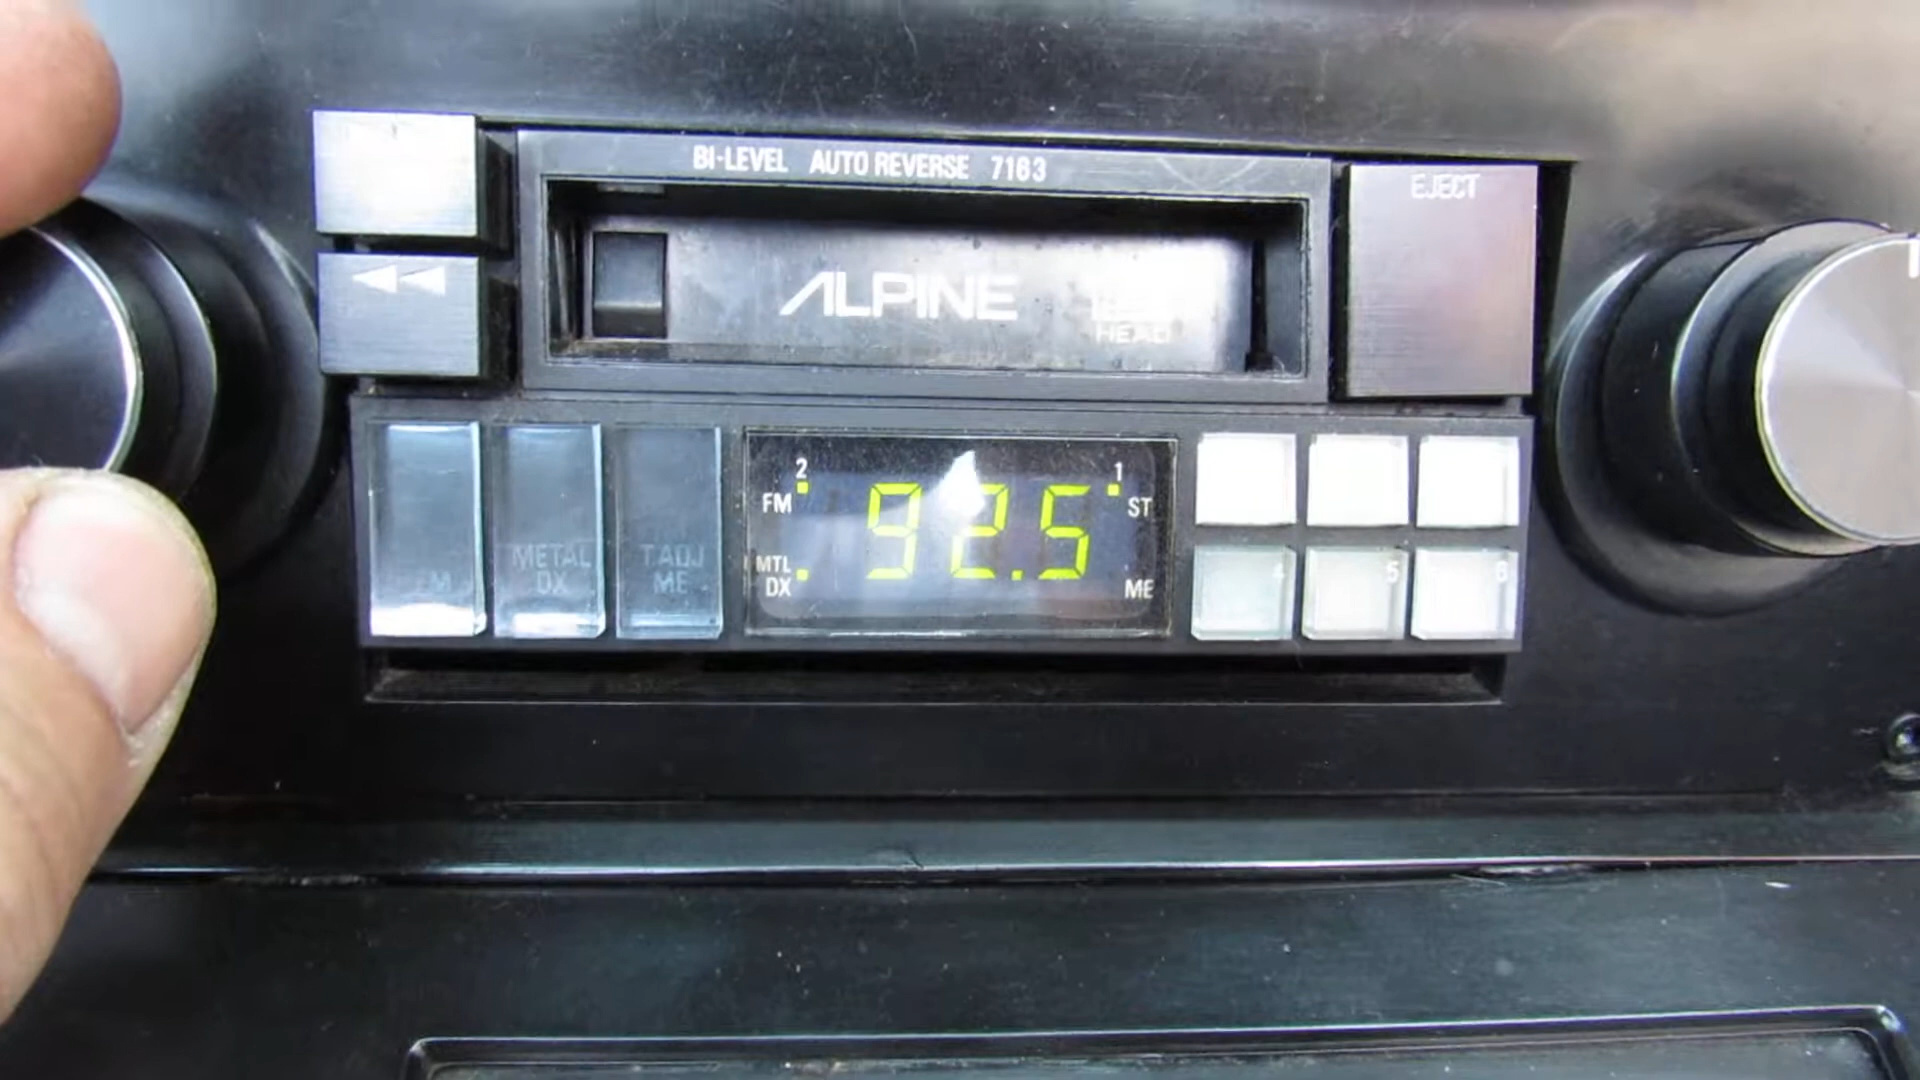 BI-LEVEL AUTO REVERSE 7163
EJECT
ALPINE
HEAD
2
1
FM
92.5
ST
MTL
DX
ME
FM
METAL
DX
T.ADJ
ME
4
5
6